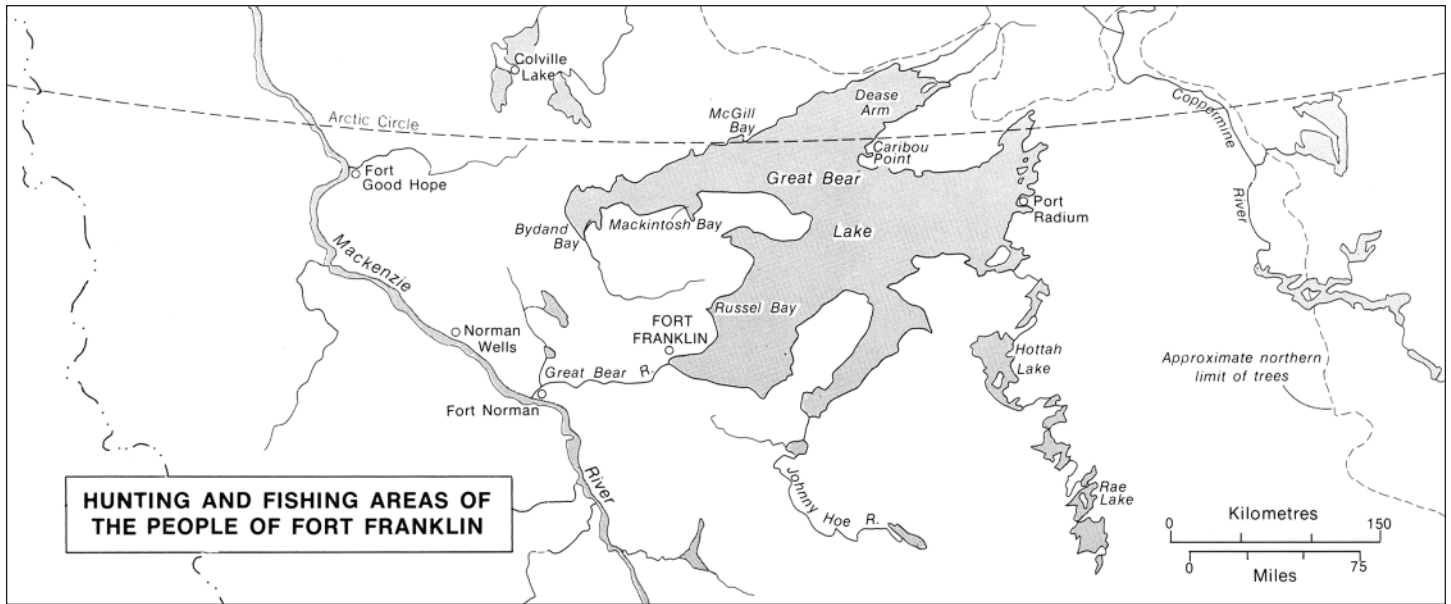 Colville
Lake
Dease
Arm
McGill
Bay
Arctic Circle
Coppermine
River
Caribou
Point
Fort
Good Hope
Great Bear
Lake
Port
Radium
Bydand
Bay
Mackintosh Bay
Mackenzie
River
Russel Bay
FORT
FRANKLIN
Norman
Wells
Hottah
Lake
Approximate northern
limit of trees
Great Bear R.
Fort Norman
Johnny Hoe R.
Rae
Lake
HUNTING AND FISHING AREAS OF
THE PEOPLE OF FORT FRANKLIN
Kilometres
0 150
0 75
Miles